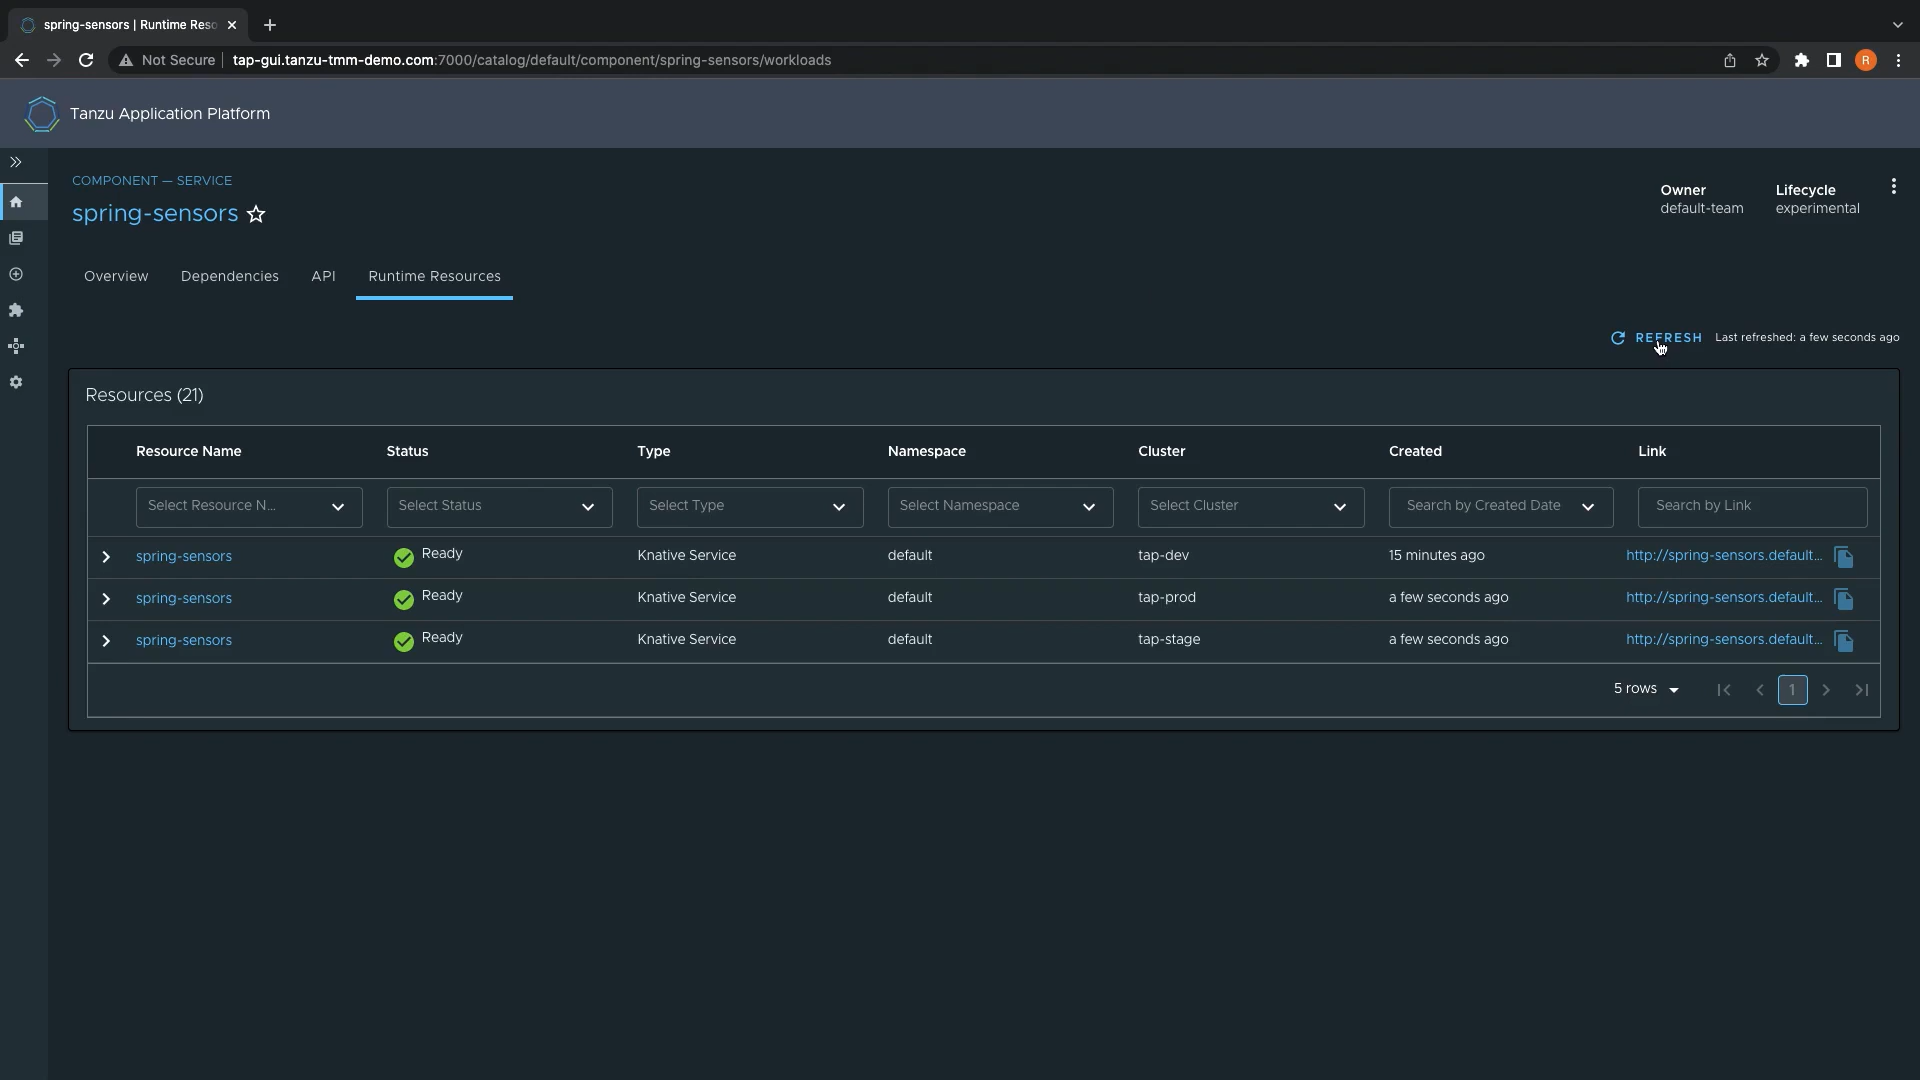 spring-sensors | Runtime Reso
Not Secure
tap-gui.tanzu-tmm-demo.com:7000/catalog/default/component/spring-sensors/workloads
R
Tanzu Application Platform
COMPONENT — SERVICE
spring-sensors
Owner
default-team
Lifecycle
experimental
Overview
Dependencies
API
Runtime Resources
REFRESH
Last refreshed: a few seconds ago
Resources (21)
Resource Name Status Type Namespace Cluster Created Link
Select Resource N... Select Status Select Type Select Namespace Select Cluster Search by Created Date Search by Link
spring-sensors Ready Knative Service default tap-dev 15 minutes ago http://spring-sensors.default...
spring-sensors Ready Knative Service default tap-prod a few seconds ago http://spring-sensors.default...
spring-sensors Ready Knative Service default tap-stage a few seconds ago http://spring-sensors.default...
5 rows
1